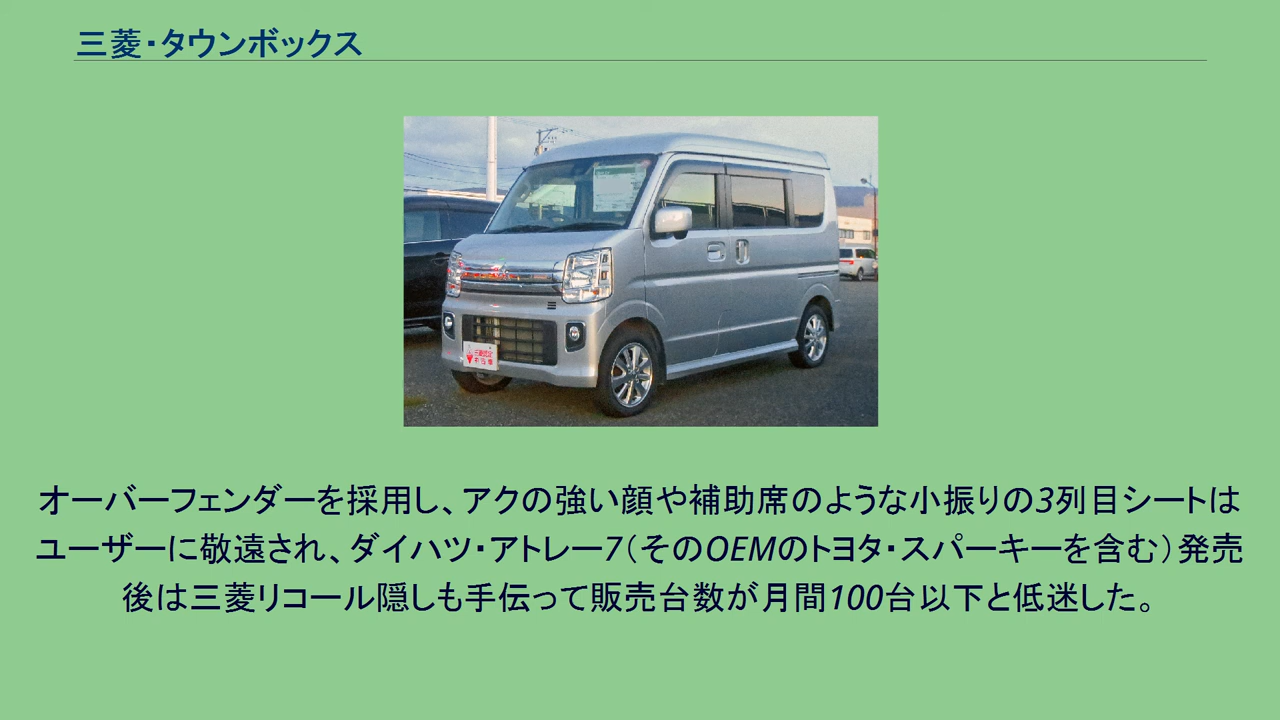 三菱・タウンボックス
オーバーフェンダーを採用し、アクの強い顔や補助席のような小振りの3列目シートは
ユーザーに敬遠され、ダイハツ・アトレー7（そのOEMのトヨタ・スパーキーを含む）発売
後は三菱リコール隠しも手伝って販売台数が月間100台以下と低迷した。